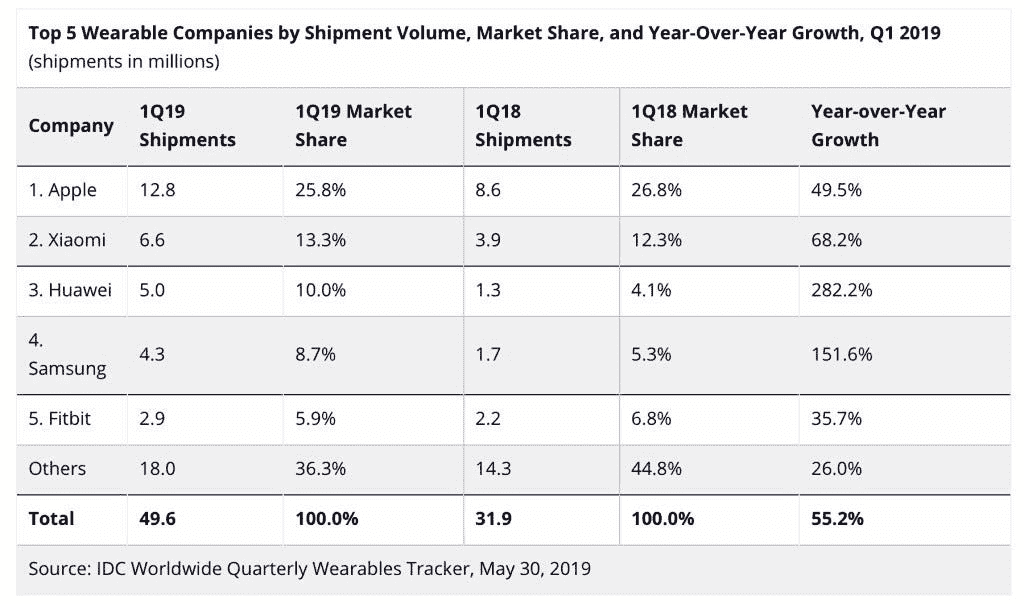 Top 5 Wearable Companies by Shipment Volume, Market Share, and Year-Over-Year Growth, Q1 2019
(shipments in millions)
Company 1Q19 Shipments 1Q19 Market Share 1Q18 Shipments 1Q18 Market Share Year-over-Year Growth
1. Apple 12.8 25.8% 8.6 26.8% 49.5%
2. Xiaomi 6.6 13.3% 3.9 12.3% 68.2%
3. Huawei 5.0 10.0% 1.3 4.1% 282.2%
4. Samsung 4.3 8.7% 1.7 5.3% 151.6%
5. Fitbit 2.9 5.9% 2.2 6.8% 35.7%
Others 18.0 36.3% 14.3 44.8% 26.0%
Total 49.6 100.0% 31.9 100.0% 55.2%
Source: IDC Worldwide Quarterly Wearables Tracker, May 30, 2019